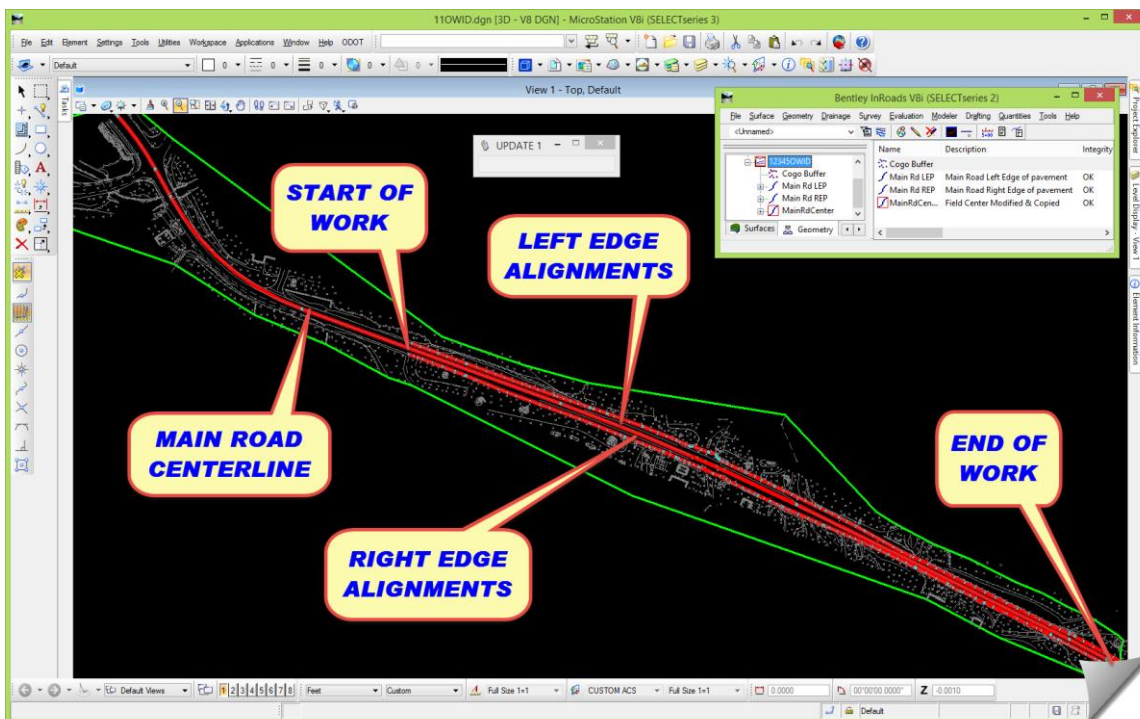 11OWID.dgn [3D - V8 DGN] - MicroStation V8i (SELECTseries 3)
File Edit Element Settings Tools Utilities Workspace Applications Window Help ODOT
Default 0 0 0 0 0
View 1 - Top, Default
Tasks
UPDATE 1
Bentley InRoads V8i (SELECTseries 2)
File Surface Geometry Drainage Survey Evaluation Modeler Drafting Quantities Tools Help
<Unnamed>
Name Description Integrity
12345OWID
Cogo Buffer
Main Rd LEP
Main Rd REP
MainRdCenter
Surfaces Geometry
Cogo Buffer
Main Rd LEP Main Road Left Edge of pavement OK
Main Rd REP Main Road Right Edge of pavement OK
MainRdCen... Field Center Modified & Copied OK
Project Explorer
Level Display - View 1
Element Information
START OF
WORK
LEFT EDGE
ALIGNMENTS
MAIN ROAD
CENTERLINE
END OF
WORK
RIGHT EDGE
ALIGNMENTS
Default Views 1 2 3 4 5 6 7 8 Feet Custom Full Size 1=1 CUSTOM ACS Full Size 1=1 0.0000 00°00'00.0000" Z -0.0010
Default